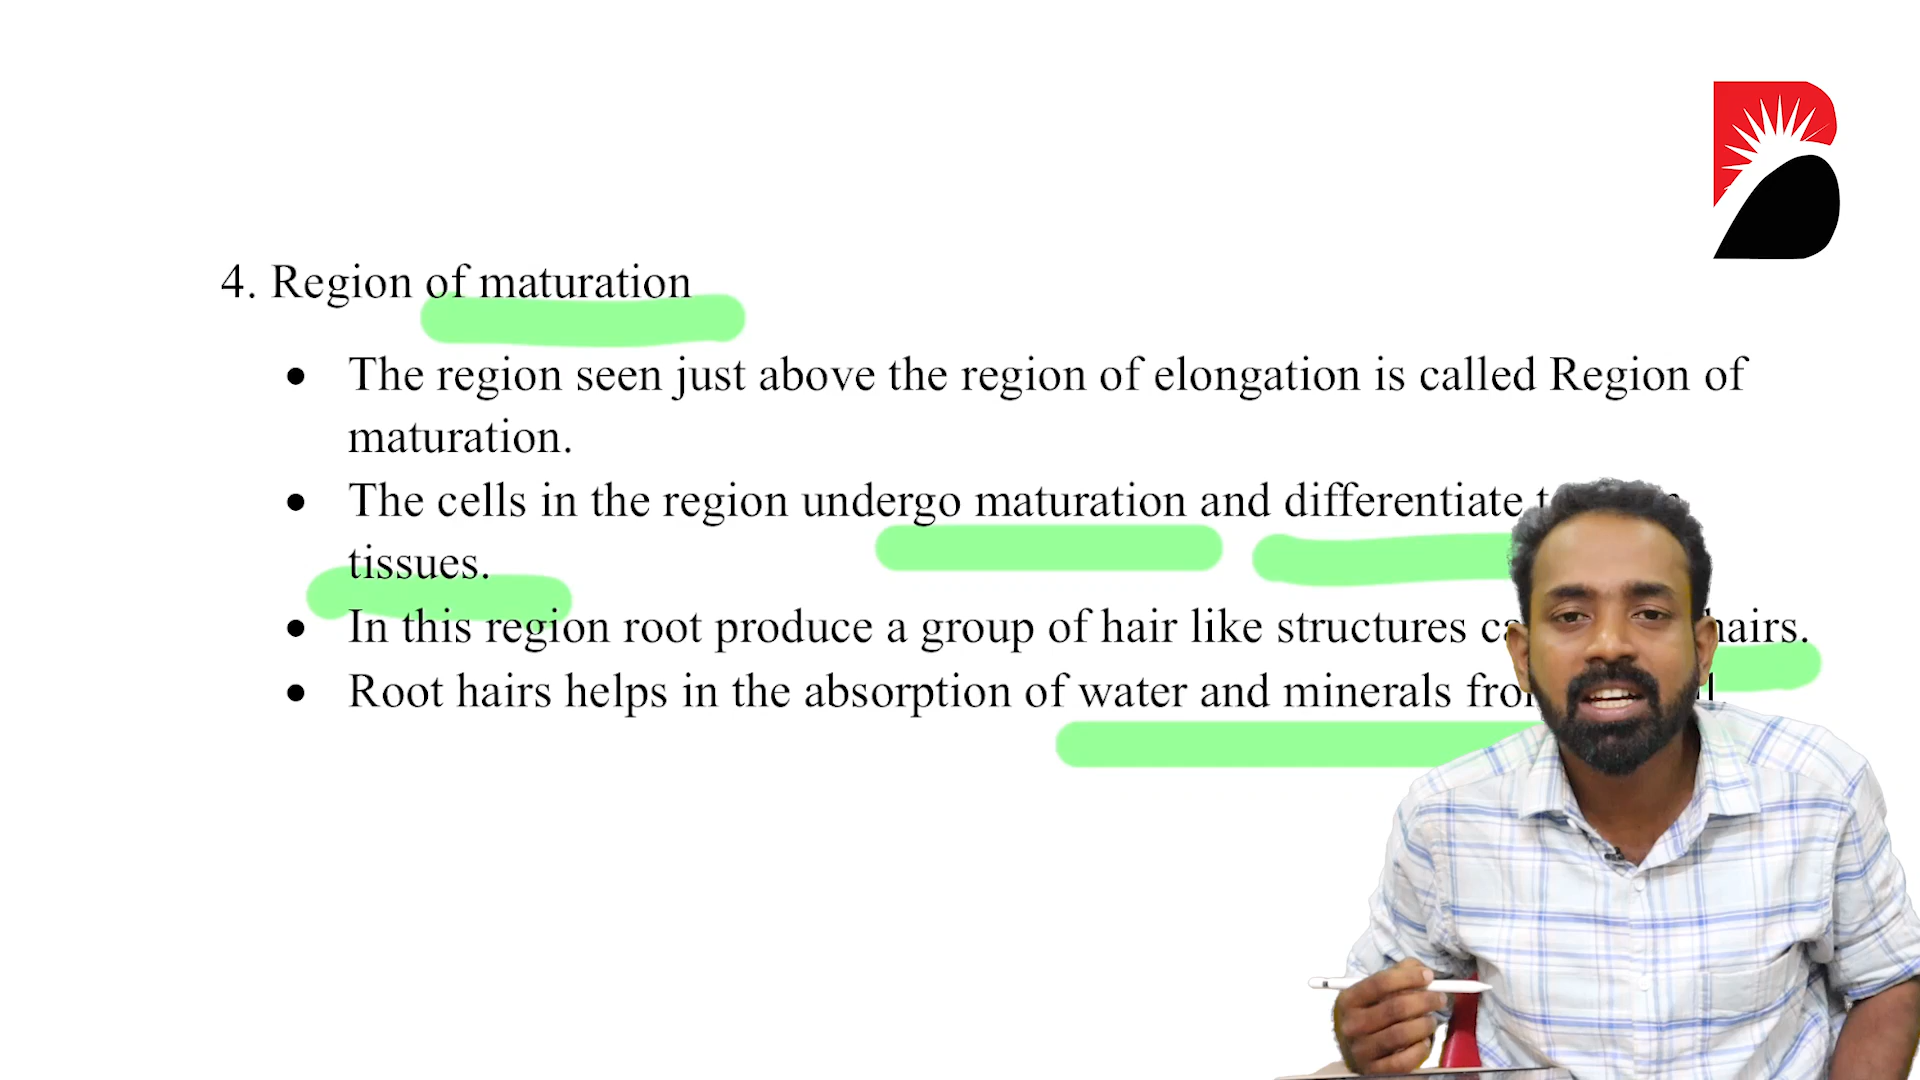 4. Region of maturation
• The region seen just above the region of elongation is called Region of
maturation.
• The cells in the region undergo maturation and differentiate
tissues.
• In this region root produce a group of hair like structures hairs.
• Root hairs helps in the absorption of water and minerals